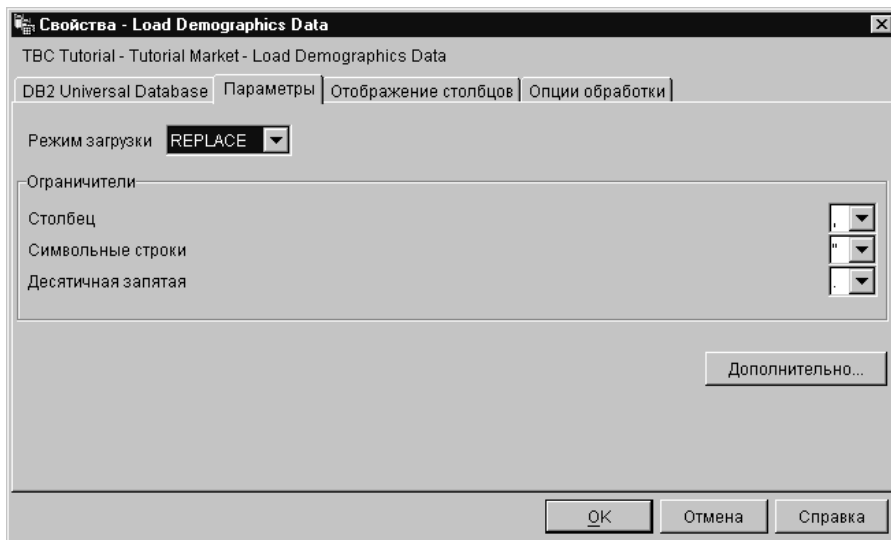 Свойства - Load Demographics Data
TBC Tutorial - Tutorial Market - Load Demographics Data
DB2 Universal Database Параметры Отображение столбцов Опции обработки
Режим загрузки REPLACE
Ограничители
Столбец ,
Символьные строки "
Десятичная запятая .
Дополнительно...
OK Отмена Справка